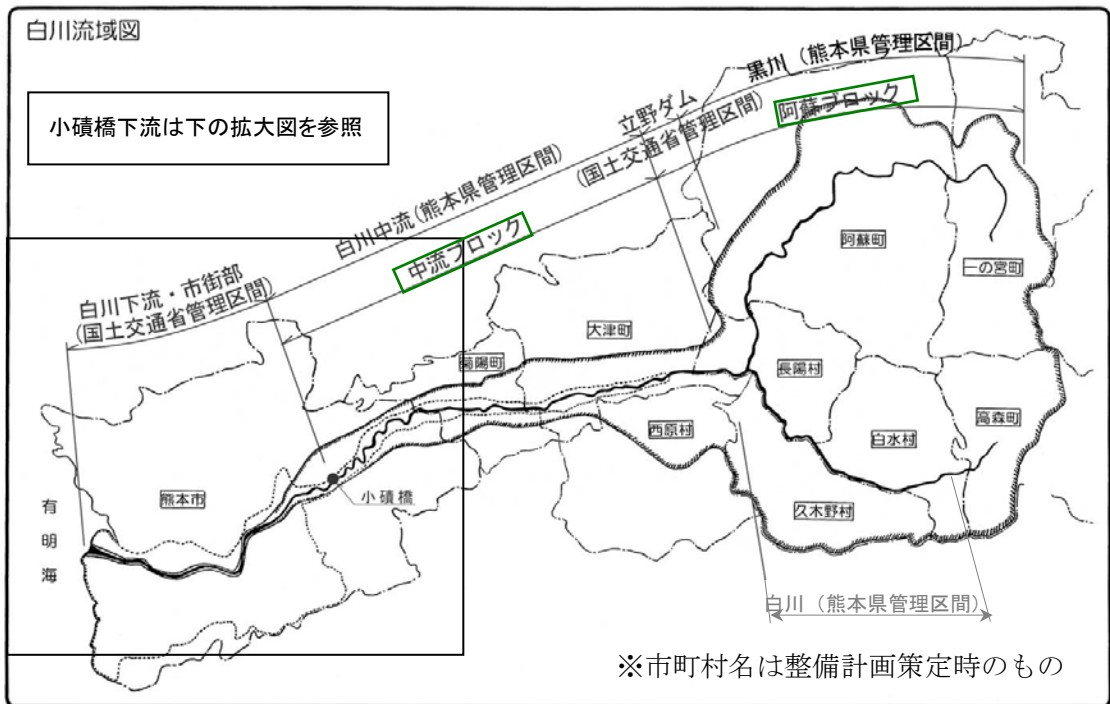 白川流域図
小磧橋下流は下の拡大図を参照
黒川（熊本県管理区間）
阿蘇ブロック
立野ダム
(国土交通省管理区間)
白川中流(熊本県管理区間)
中流ブロック
白川下流・市街部
(国土交通省管理区間)
阿蘇町
一の宮町
大津町
菊陽町
長陽村
高森町
西原村
白水村
小磧橋
熊本市
久木野村
有明海
白川（熊本県管理区間）
※市町村名は整備計画策定時のもの